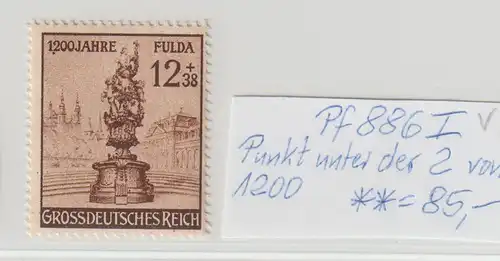 1200 JAHRE FULDA
12+38
GROSSDEUTSCHES REICH
Pf 886 I
Punkt unter der 2 von
1200 ** = 85,-